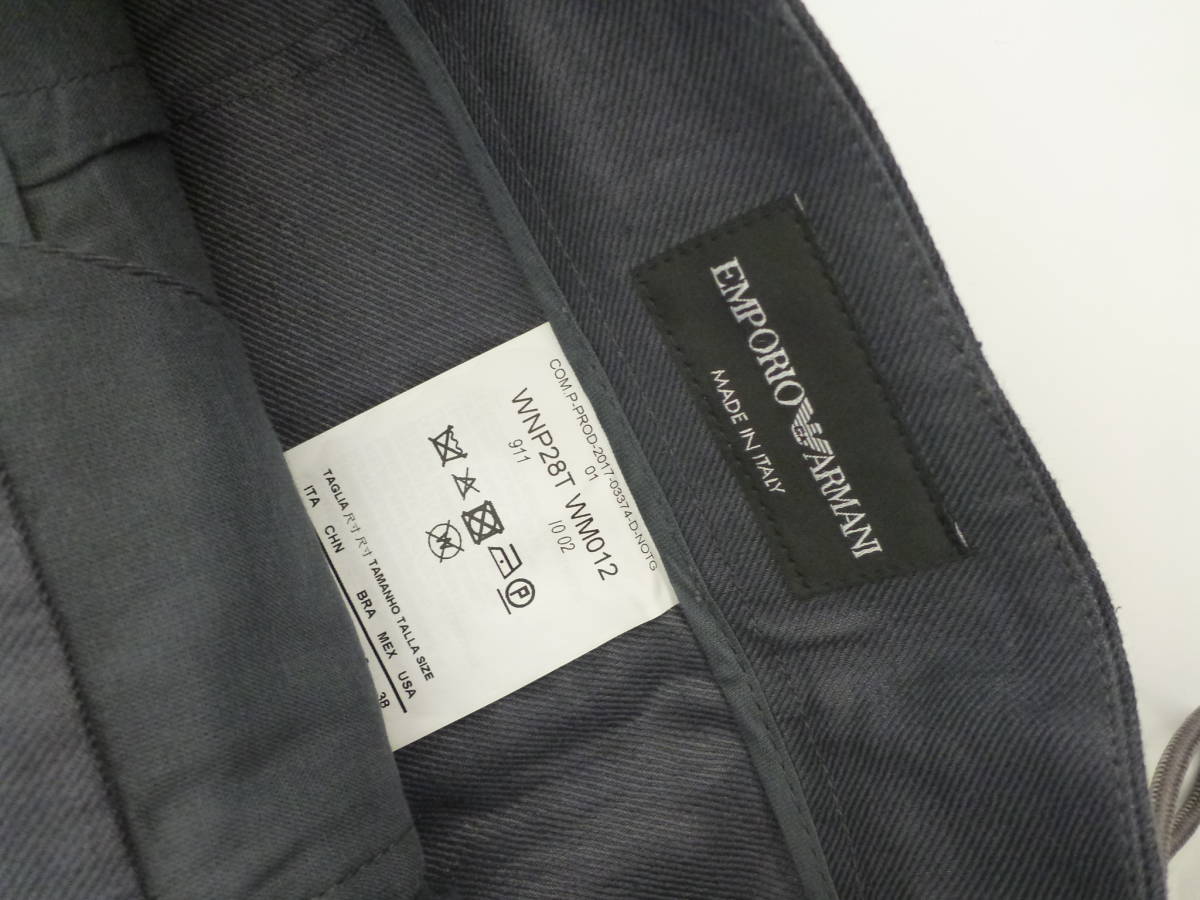 EMPORIO ARMANI
MADE IN ITALY
COM.P-PROD-2017-03374-D-NOTG
01
WNP28T WM012
911 10 02
P
TAGLIA 尺寸 尺寸 TAMANHO TALLA SIZE
ITA CHN BRA MEX USA
38